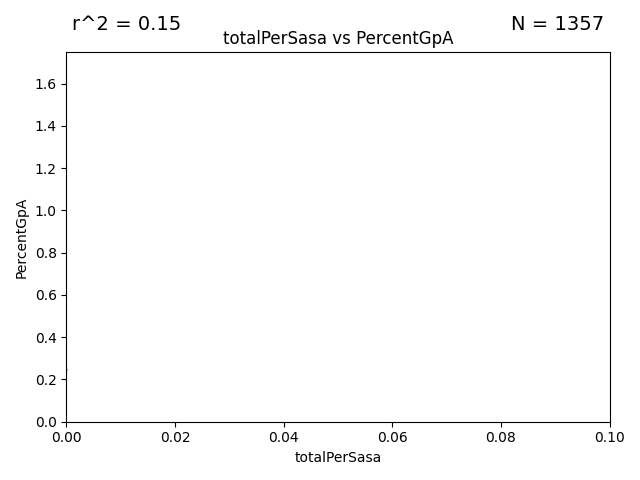 r^2 = 0.15
N = 1357
totalPerSasa vs PercentGpA
1.6
1.4
1.2
1.0
0.8
0.6
0.4
0.2
0.0
PercentGpA
0.00 0.02 0.04 0.06 0.08 0.10
totalPerSasa